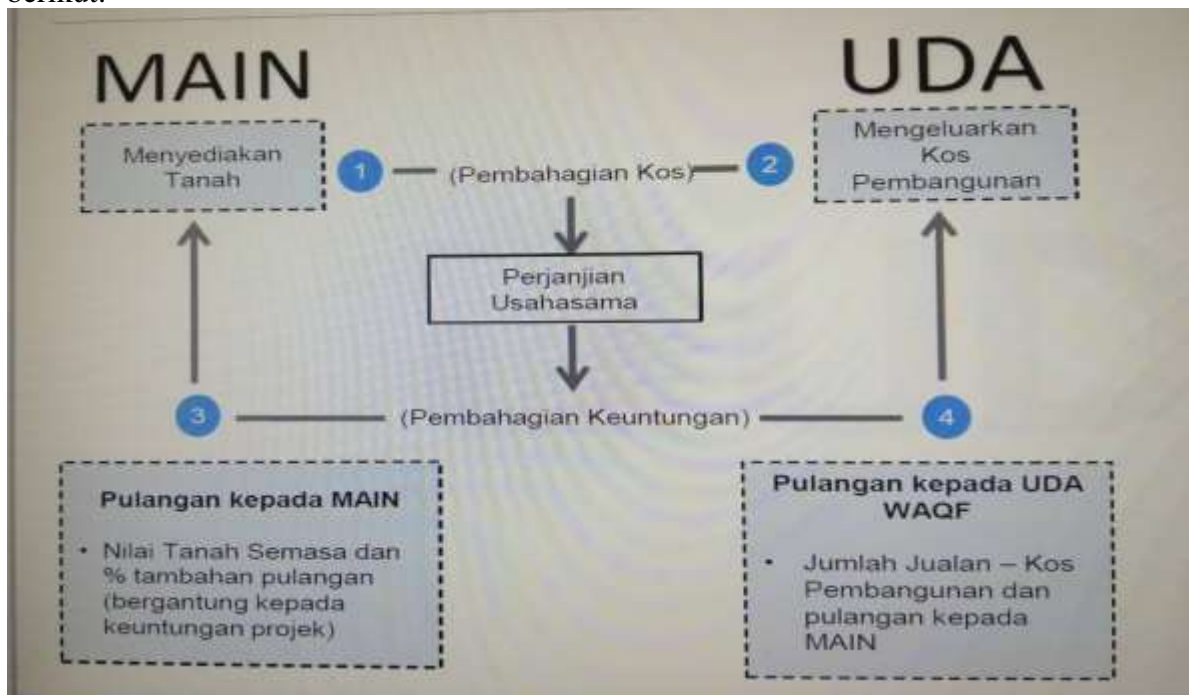 berikut:
MAIN
UDA
Menyediakan
Tanah
1
(Pembahagian Kos)
2
Mengeluarkan
Kos
Pembangunan
Perjanjian
Usahasama
3
(Pembahagian Keuntungan)
4
Pulangan kepada MAIN
• Nilai Tanah Semasa dan
% tambahan pulangan
(bergantung kepada
keuntungan projek)
Pulangan kepada UDA
WAQF
• Jumlah Jualan – Kos
Pembangunan dan
pulangan kepada
MAIN